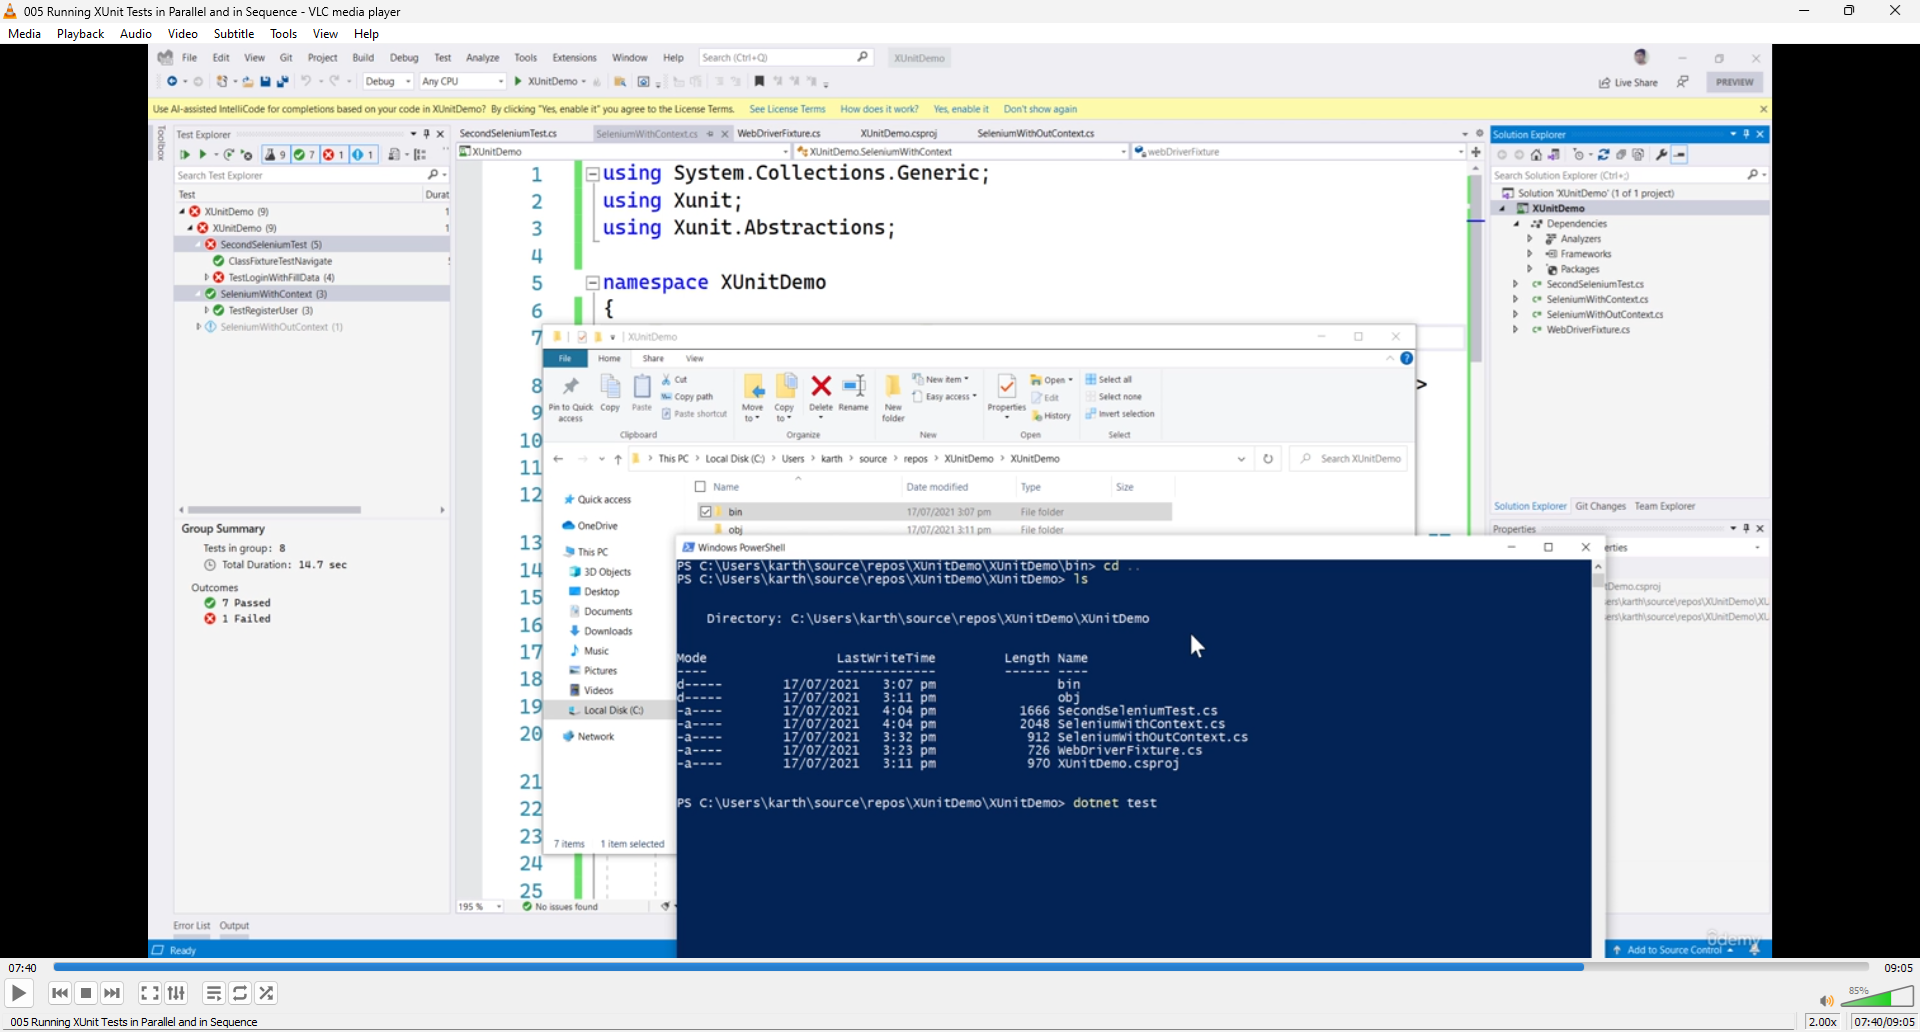 005 Running XUnit Tests in Parallel and in Sequence - VLC media player
Media Playback Audio Video Subtitle Tools View Help
File Edit View Git Project Build Debug Test Analyze Tools Extensions Window Help Search (Ctrl+Q) XUnitDemo
Debug Any CPU XUnitDemo Live Share PREVIEW
Use AI-assisted IntelliCode for completions based on your code in XUnitDemo? By clicking "Yes, enable it" you agree to the License Terms. See License Terms How does it work? Yes, enable it Don't show again
Toolbox
Test Explorer
9 7 1 1
Search Test Explorer
Test Durat
XUnitDemo (9) 1
XUnitDemo (9) 1
SecondSeleniumTest (5)
ClassFixtureTestNavigate
TestLoginWithFillData (4)
SeleniumWithContext (3)
TestRegisterUser (3)
SeleniumWithOutContext (1)
Group Summary
Tests in group: 8
Total Duration: 14.7 sec
Outcomes
7 Passed
1 Failed
Error List Output
Ready
SecondSeleniumTest.cs SeleniumWithContext.cs WebDriverFixture.cs XUnitDemo.csproj SeleniumWithOutContext.cs
XUnitDemo XUnitDemo.SeleniumWithContext webDriverFixture
1 using System.Collections.Generic;
2 using Xunit;
3 using Xunit.Abstractions;
4
5 namespace XUnitDemo
6 {
7
8 >
9
10
11
12
13
14
15
16
17
18
19
20
21
22
23
24
25
195 % No issues found
XUnitDemo
File Home Share View
Pin to Quick access Copy Paste Cut Copy path Paste shortcut
Clipboard
Move to Copy to Delete Rename
Organize
New folder New item Easy access
New
Properties Open Edit History
Open
Select all Select none Invert selection
Select
This PC > Local Disk (C:) > Users > karth > source > repos > XUnitDemo > XUnitDemo Search XUnitDemo
Quick access
OneDrive
This PC
3D Objects
Desktop
Documents
Downloads
Music
Pictures
Videos
Local Disk (C:)
Network
Name Date modified Type Size
bin 17/07/2021 3:07 pm File folder
obj 17/07/2021 3:11 pm File folder
7 items 1 item selected
Windows PowerShell
PS C:\Users\karth\source\repos\XUnitDemo\XUnitDemo\bin> cd ..
PS C:\Users\karth\source\repos\XUnitDemo\XUnitDemo> ls
Directory: C:\Users\karth\source\repos\XUnitDemo\XUnitDemo
Mode LastWriteTime Length Name
---- ------------- ------ ----
d----- 17/07/2021 3:07 pm bin
d----- 17/07/2021 3:11 pm obj
-a---- 17/07/2021 4:04 pm 1666 SecondSeleniumTest.cs
-a---- 17/07/2021 4:04 pm 2048 SeleniumWithContext.cs
-a---- 17/07/2021 3:32 pm 912 SeleniumWithOutContext.cs
-a---- 17/07/2021 3:23 pm 726 WebDriverFixture.cs
-a---- 17/07/2021 3:11 pm 970 XUnitDemo.csproj
PS C:\Users\karth\source\repos\XUnitDemo\XUnitDemo> dotnet test
Solution Explorer
Search Solution Explorer (Ctrl+;)
Solution 'XUnitDemo' (1 of 1 project)
XUnitDemo
Dependencies
Analyzers
Frameworks
Packages
C# SecondSeleniumTest.cs
C# SeleniumWithContext.cs
C# SeleniumWithOutContext.cs
C# WebDriverFixture.cs
Solution Explorer Git Changes Team Explorer
Properties
erties
Demo.csproj
ers\karth\source\repos\XUnitDemo\XL
ers\karth\source\repos\XUnitDemo\XL
udemy
Add to Source Control
07:40 09:05
85%
005 Running XUnit Tests in Parallel and in Sequence 2.00x 07:40/09:05